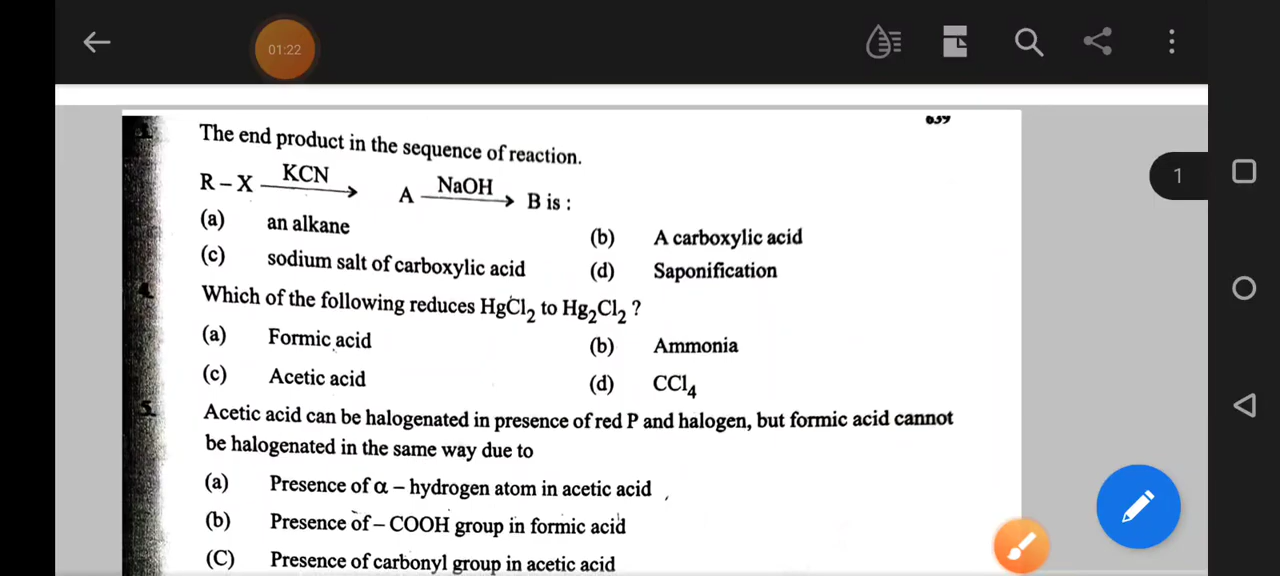 01:22
1
The end product in the sequence of reaction.
R – X KCN → A NaOH → B is :
(a) an alkane (b) A carboxylic acid
(c) sodium salt of carboxylic acid (d) Saponification
4. Which of the following reduces HgCl₂ to Hg₂Cl₂ ?
(a) Formic acid (b) Ammonia
(c) Acetic acid (d) CCl₄
5. Acetic acid can be halogenated in presence of red P and halogen, but formic acid cannot
be halogenated in the same way due to
(a) Presence of α – hydrogen atom in acetic acid
(b) Presence of – COOH group in formic acid
(C) Presence of carbonyl group in acetic acid